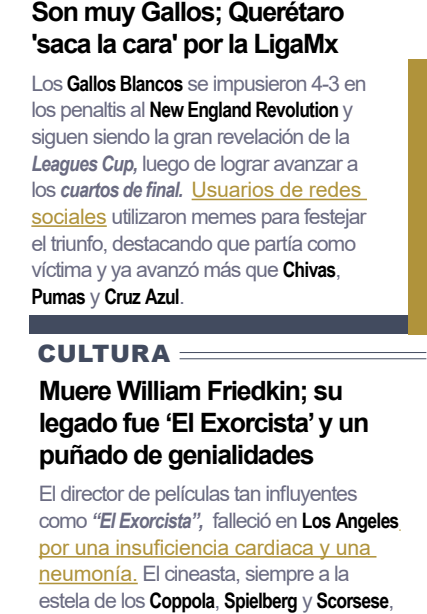 Son muy Gallos; Querétaro
'saca la cara' por la LigaMx
Los Gallos Blancos se impusieron 4-3 en
los penaltis al New England Revolution y
siguen siendo la gran revelación de la
Leagues Cup, luego de lograr avanzar a
los cuartos de final. Usuarios de redes
sociales utilizaron memes para festejar
el triunfo, destacando que partía como
víctima y ya avanzó más que Chivas,
Pumas y Cruz Azul.
CULTURA
Muere William Friedkin; su
legado fue ‘El Exorcista’ y un
puñado de genialidades
El director de películas tan influyentes
como “El Exorcista”, falleció en Los Angeles
por una insuficiencia cardiaca y una
neumonía. El cineasta, siempre a la
estela de los Coppola, Spielberg y Scorsese,